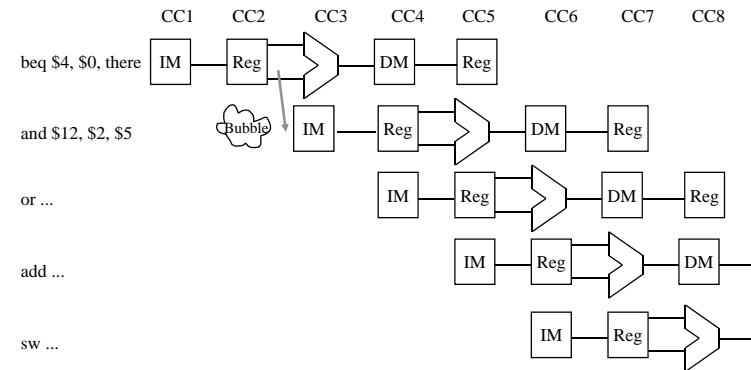 CC1 CC2 CC3 CC4 CC5 CC6 CC7 CC8
beq $4, $0, there IM Reg DM Reg
and $12, $2, $5 Bubble IM Reg DM Reg
or ... IM Reg DM Reg
add ... IM Reg DM
sw ... IM Reg